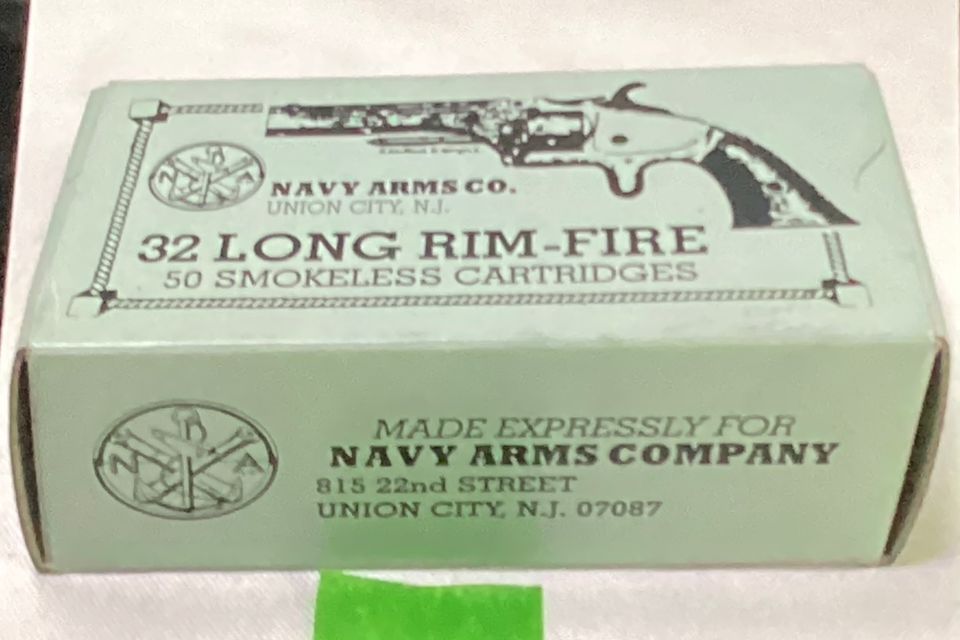 NAVY ARMS CO.
UNION CITY, N.J.
32 LONG RIM-FIRE
50 SMOKELESS CARTRIDGES
N A
MADE EXPRESSLY FOR
NAVY ARMS COMPANY
815 22nd STREET
UNION CITY, N.J. 07087